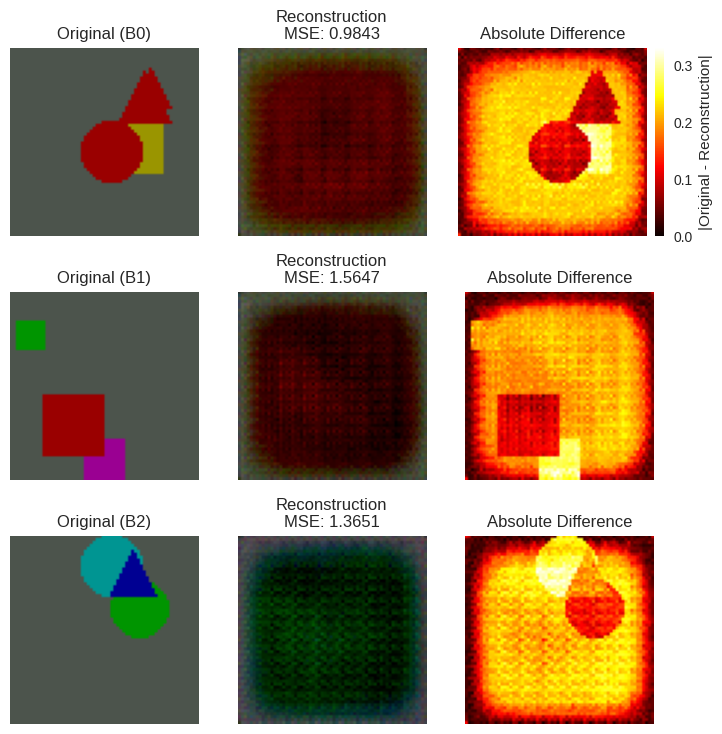 Original (B0)
Reconstruction
MSE: 0.9843
Absolute Difference
0.3
0.2
0.1
0.0
|Original - Reconstruction|
Original (B1)
Reconstruction
MSE: 1.5647
Absolute Difference
Original (B2)
Reconstruction
MSE: 1.3651
Absolute Difference